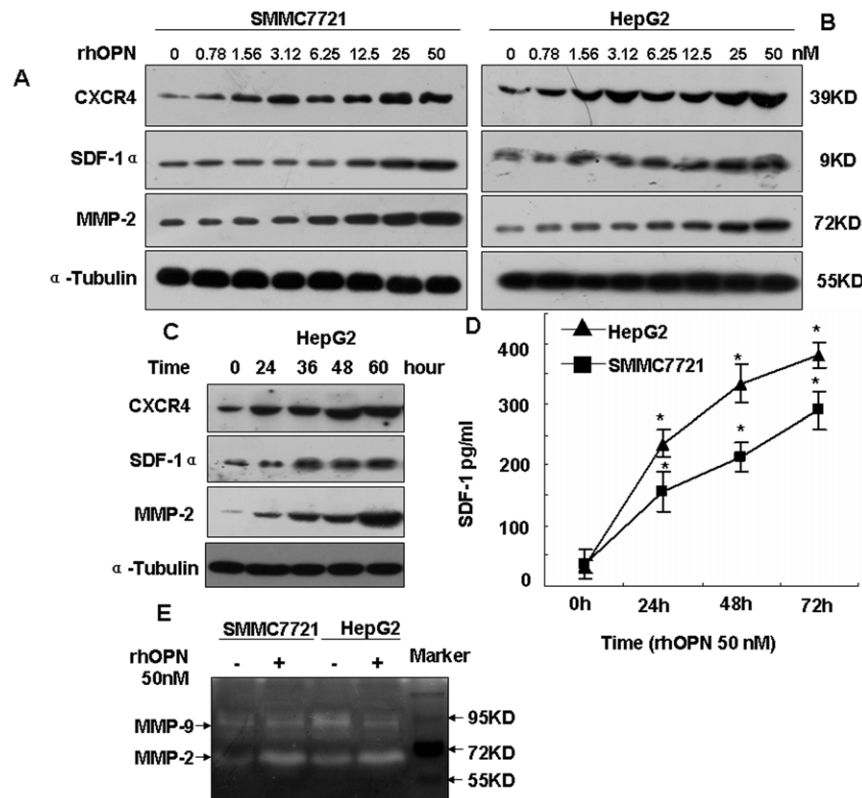 SMMC7721 HepG2 B
rhOPN 0 0.78 1.56 3.12 6.25 12.5 25 50 0 0.78 1.56 3.12 6.25 12.5 25 50 nM
A
CXCR4 39KD
SDF-1 α 9KD
MMP-2 72KD
α -Tubulin 55KD
C
HepG2
Time 0 24 36 48 60 hour
CXCR4
SDF-1 α
MMP-2
α -Tubulin
D
HepG2
SMMC7721
400
300
200
100
0
SDF-1 pg/ml
* * *
* * *
0h 24h 48h 72h
Time (rhOPN 50 nM)
E
SMMC7721 HepG2
rhOPN - + - + Marker
50nM
MMP-9 95KD
MMP-2 72KD
55KD